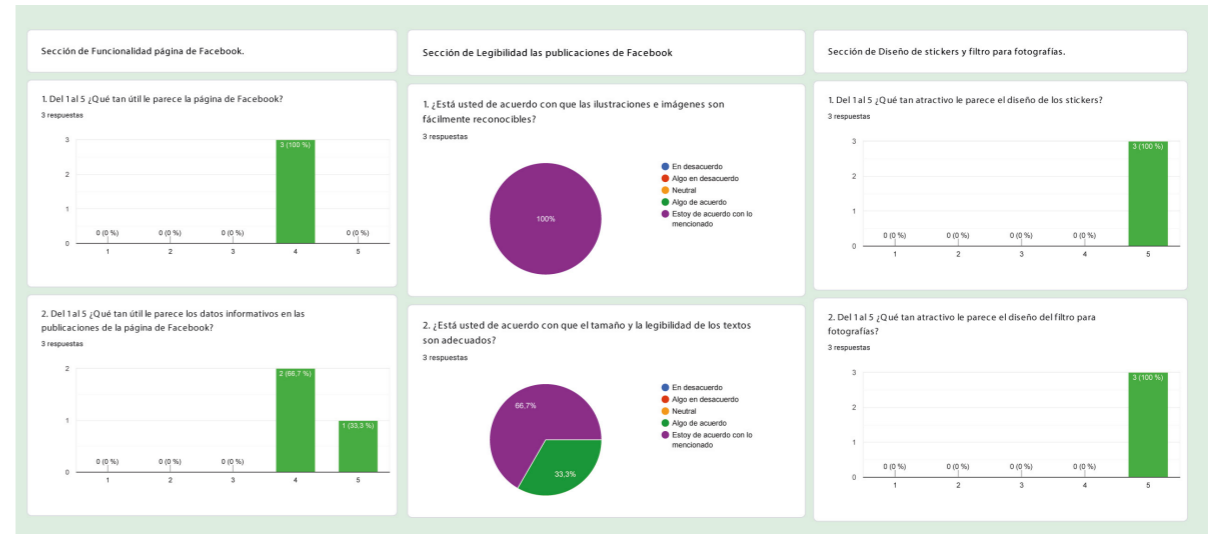 Sección de Funcionalidad página de Facebook.
1. Del 1 al 5 ¿Qué tan útil le parece la página de Facebook?
3 respuestas
3
2
1
0
3 (100 %)
0 (0 %)
0 (0 %)
0 (0 %)
0 (0 %)
1
2
3
4
5
2. Del 1 al 5 ¿Qué tan útil le parece los datos informativos en las
publicaciones de la página de Facebook?
3 respuestas
2
1
0
2 (66,7 %)
1 (33.3 %)
0 (0 %)
0 (0 %)
0 (0 %)
1
2
3
4
5
Sección de Legibilidad las publicaciones de Facebook
1. ¿Está usted de acuerdo con que las ilustraciones e imágenes son
fácilmente reconocibles?
3 respuestas
100%
En desacuerdo
Algo en desacuerdo
Neutral
Algo de acuerdo
Estoy de acuerdo con lo
mencionado
2. ¿Está usted de acuerdo con que el tamaño y la legibilidad de los textos
son adecuados?
3 respuestas
66,7%
33,3%
En desacuerdo
Algo en desacuerdo
Neutral
Algo de acuerdo
Estoy de acuerdo con lo
mencionado
Sección de Diseño de stickers y filtro para fotografías.
1. Del 1 al 5 ¿Qué tan atractivo le parece el diseño de los stickers?
3 respuestas
3
2
1
0
3 (100 %)
0 (0 %)
0 (0 %)
0 (0 %)
0 (0 %)
1
2
3
4
5
2. Del 1 al 5 ¿Qué tan atractivo le parece el diseño del filtro para
fotografías?
3 respuestas
3
2
1
0
3 (100 %)
0 (0 %)
0 (0 %)
0 (0 %)
0 (0 %)
1
2
3
4
5